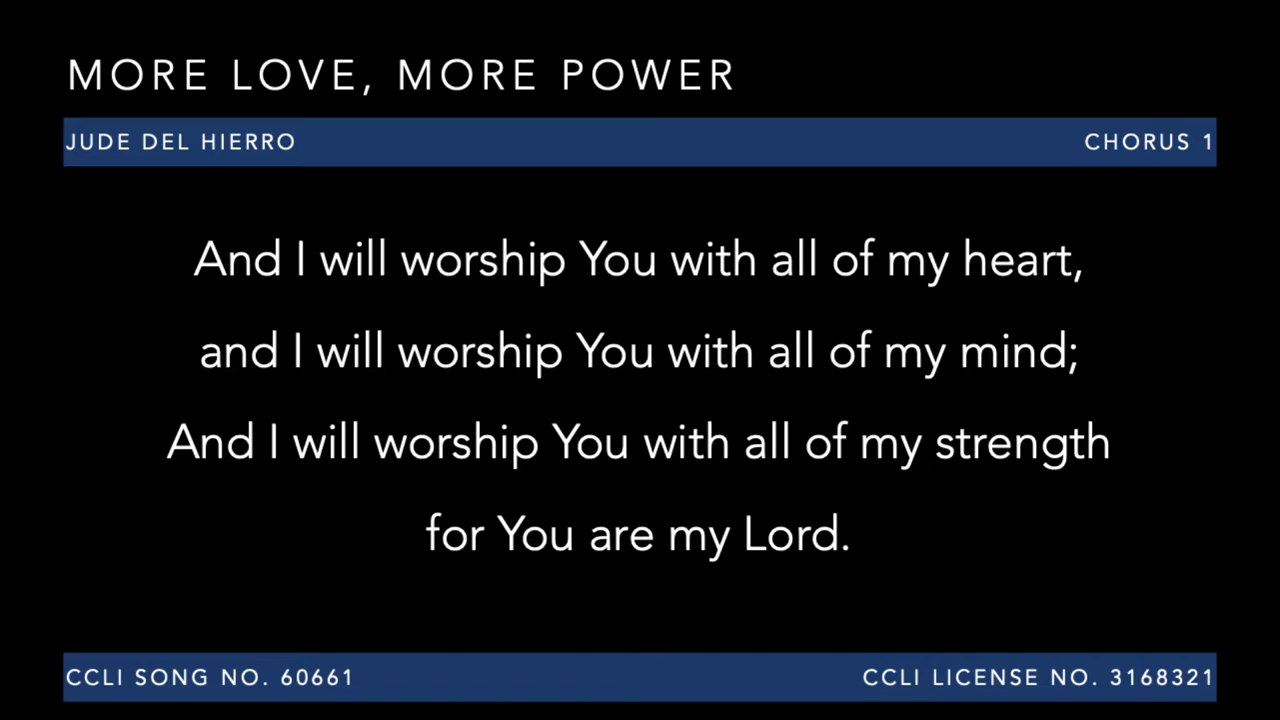 MORE LOVE, MORE POWER
JUDE DEL HIERRO
CHORUS 1
And I will worship You with all of my heart,
and I will worship You with all of my mind;
And I will worship You with all of my strength
for You are my Lord.
CCLI SONG NO. 60661
CCLI LICENSE NO. 3168321